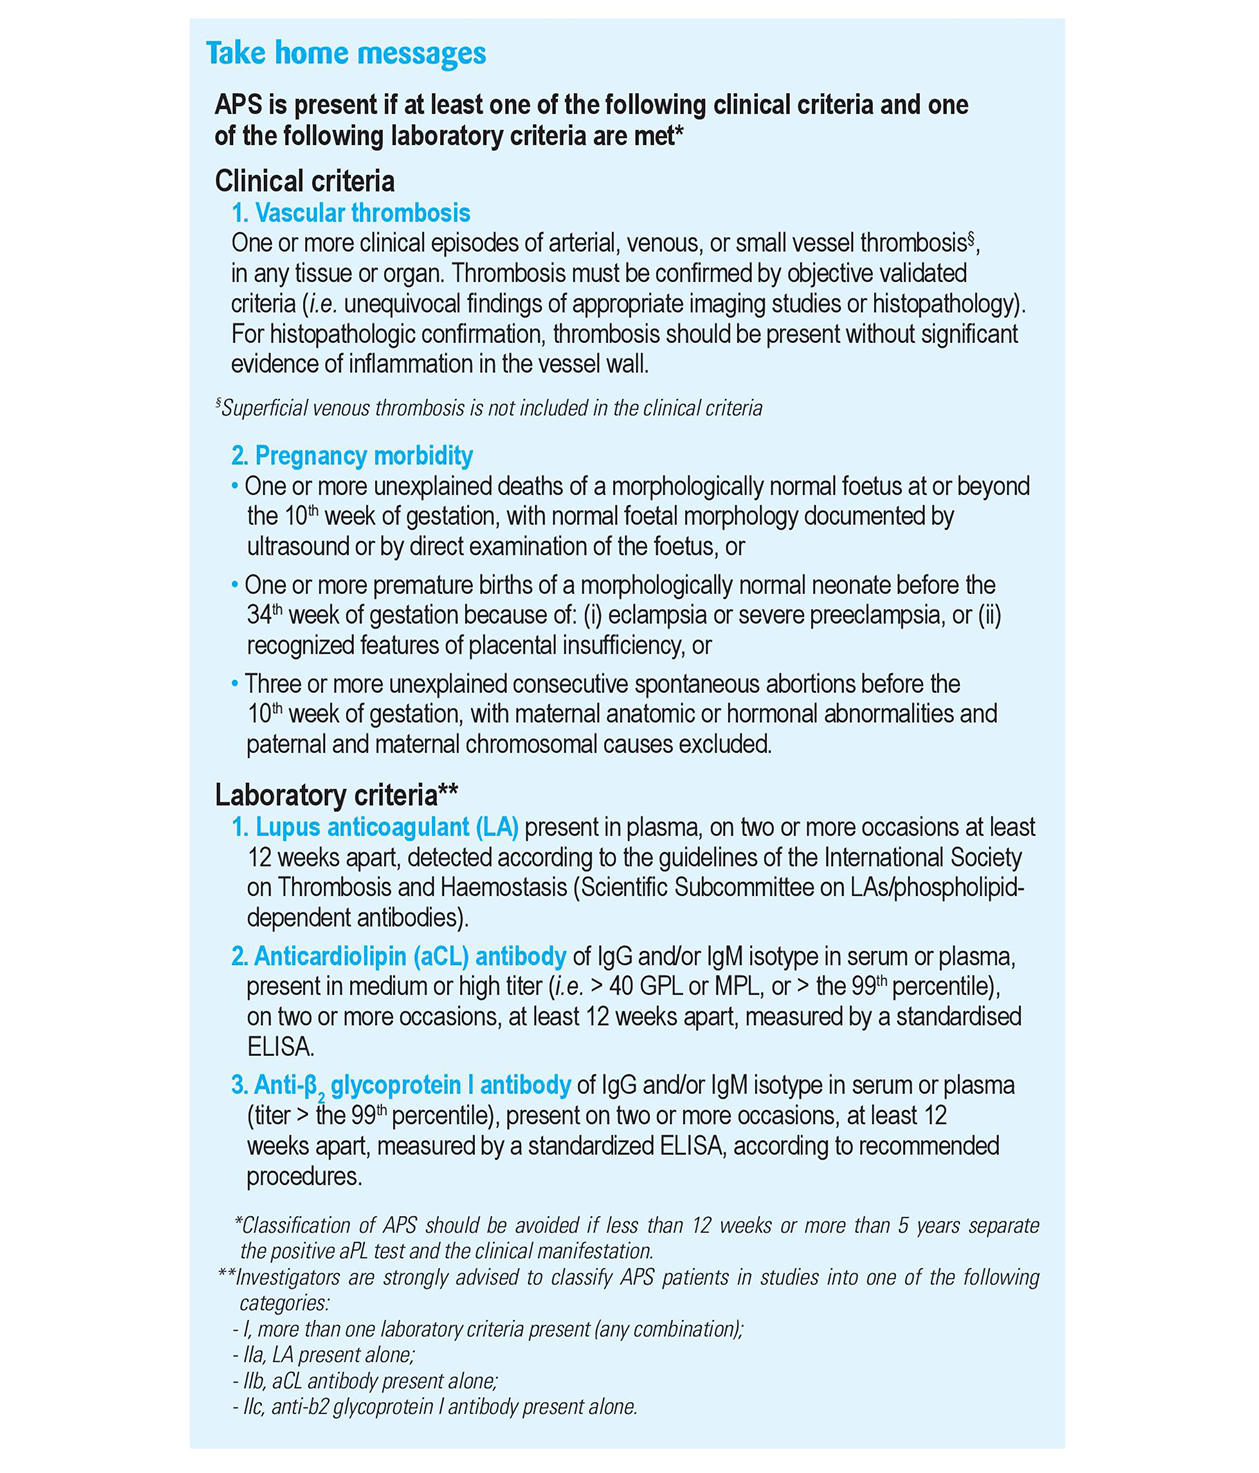 Take home messages
APS is present if at least one of the following clinical criteria and one
of the following laboratory criteria are met*
Clinical criteria
1. Vascular thrombosis
One or more clinical episodes of arterial, venous, or small vessel thrombosis§,
in any tissue or organ. Thrombosis must be confirmed by objective validated
criteria (i.e. unequivocal findings of appropriate imaging studies or histopathology).
For histopathologic confirmation, thrombosis should be present without significant
evidence of inflammation in the vessel wall.
§Superficial venous thrombosis is not included in the clinical criteria
2. Pregnancy morbidity
• One or more unexplained deaths of a morphologically normal foetus at or beyond
the 10th week of gestation, with normal foetal morphology documented by
ultrasound or by direct examination of the foetus, or
• One or more premature births of a morphologically normal neonate before the
34th week of gestation because of: (i) eclampsia or severe preeclampsia, or (ii)
recognized features of placental insufficiency, or
• Three or more unexplained consecutive spontaneous abortions before the
10th week of gestation, with maternal anatomic or hormonal abnormalities and
paternal and maternal chromosomal causes excluded.
Laboratory criteria**
1. Lupus anticoagulant (LA) present in plasma, on two or more occasions at least
12 weeks apart, detected according to the guidelines of the International Society
on Thrombosis and Haemostasis (Scientific Subcommittee on LAs/phospholipid-
dependent antibodies).
2. Anticardiolipin (aCL) antibody of IgG and/or IgM isotype in serum or plasma,
present in medium or high titer (i.e. > 40 GPL or MPL, or > the 99th percentile),
on two or more occasions, at least 12 weeks apart, measured by a standardised
ELISA.
3. Anti-β2 glycoprotein I antibody of IgG and/or IgM isotype in serum or plasma
(titer > the 99th percentile), present on two or more occasions, at least 12
weeks apart, measured by a standardized ELISA, according to recommended
procedures.
*Classification of APS should be avoided if less than 12 weeks or more than 5 years separate
the positive aPL test and the clinical manifestation.
**Investigators are strongly advised to classify APS patients in studies into one of the following
categories:
- I, more than one laboratory criteria present (any combination);
- IIa, LA present alone;
- IIb, aCL antibody present alone;
- IIc, anti-b2 glycoprotein I antibody present alone.